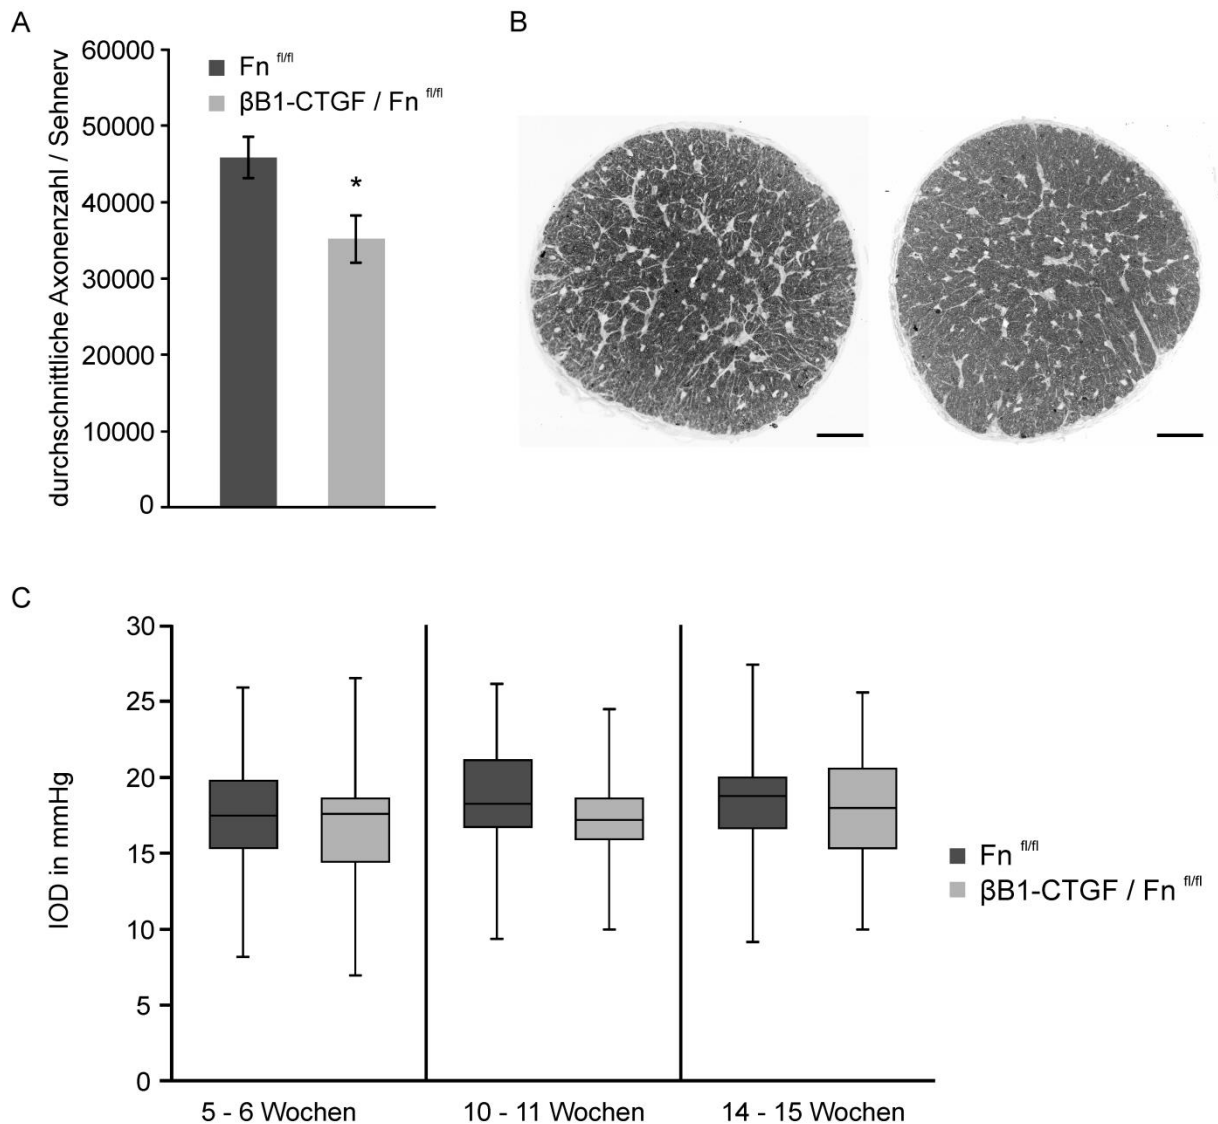 A
durchschnittliche Axonenzahl / Sehnerv
60000
50000
40000
30000
20000
10000
0
Fn fl/fl
βB1-CTGF / Fn fl/fl
*
B
C
IOD in mmHg
30
25
20
15
10
5
0
5 - 6 Wochen
10 - 11 Wochen
14 - 15 Wochen
Fn fl/fl
βB1-CTGF / Fn fl/fl